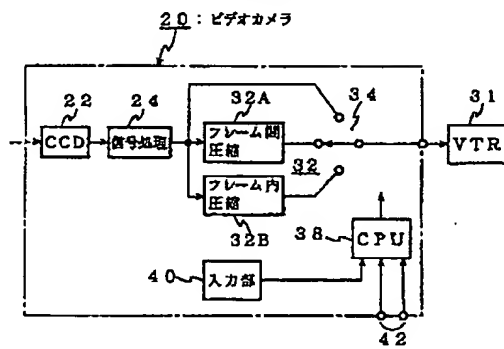 20：ビデオカメラ
22
24
32A
34
31
CCD
信号処理
フレーム間
圧縮
VTR
32
フレーム内
圧縮
32B
38
CPU
40
入力部
42